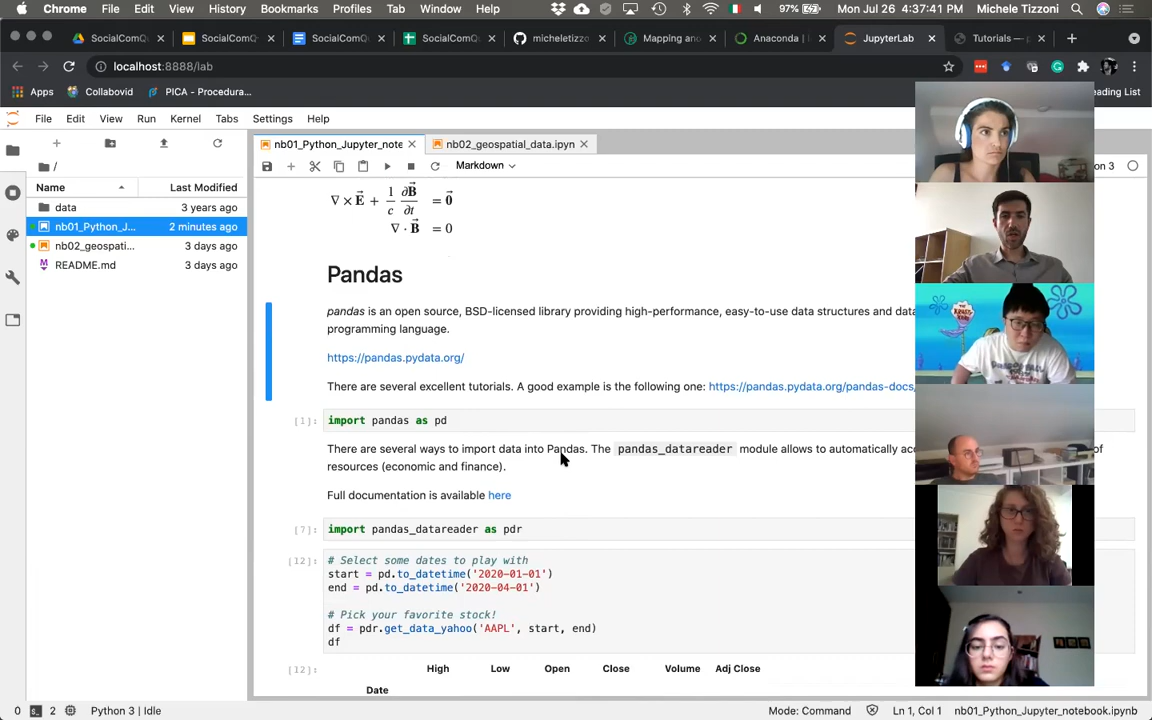 Chrome File Edit View History Bookmarks Profiles Tab Window Help 97% Mon Jul 26 4:37:41 PM Michele Tizzoni
SocialComQ SocialComQ SocialComQ SocialComQ micheletizzo Mapping and Anaconda | JupyterLab Tutorials — p
localhost:8888/lab
Apps Collabovid PICA - Procedura... eading List
File Edit View Run Kernel Tabs Settings Help
nb01_Python_Jupyter_note nb02_geospatial_data.ipyn
/
Markdown
on 3
Name Last Modified
data 3 years ago
nb01_Python_J... 2 minutes ago
nb02_geospati... 3 days ago
README.md 3 days ago
∇ × E⃗ + 1/c ∂B⃗/∂t = 0⃗
∇ · B⃗ = 0
Pandas
pandas is an open source, BSD-licensed library providing high-performance, easy-to-use data structures and data
programming language.
https://pandas.pydata.org/
There are several excellent tutorials. A good example is the following one: https://pandas.pydata.org/pandas-docs/
[1]: import pandas as pd
There are several ways to import data into Pandas. The pandas_datareader module allows to automatically acc of
resources (economic and finance).
Full documentation is available here
[7]: import pandas_datareader as pdr
[12]: # Select some dates to play with
start = pd.to_datetime('2020-01-01')
end = pd.to_datetime('2020-04-01')
# Pick your favorite stock!
df = pdr.get_data_yahoo('AAPL', start, end)
df
[12]: High Low Open Close Volume Adj Close
Date
0 2 Python 3 | Idle Mode: Command Ln 1, Col 1 nb01_Python_Jupyter_notebook.ipynb